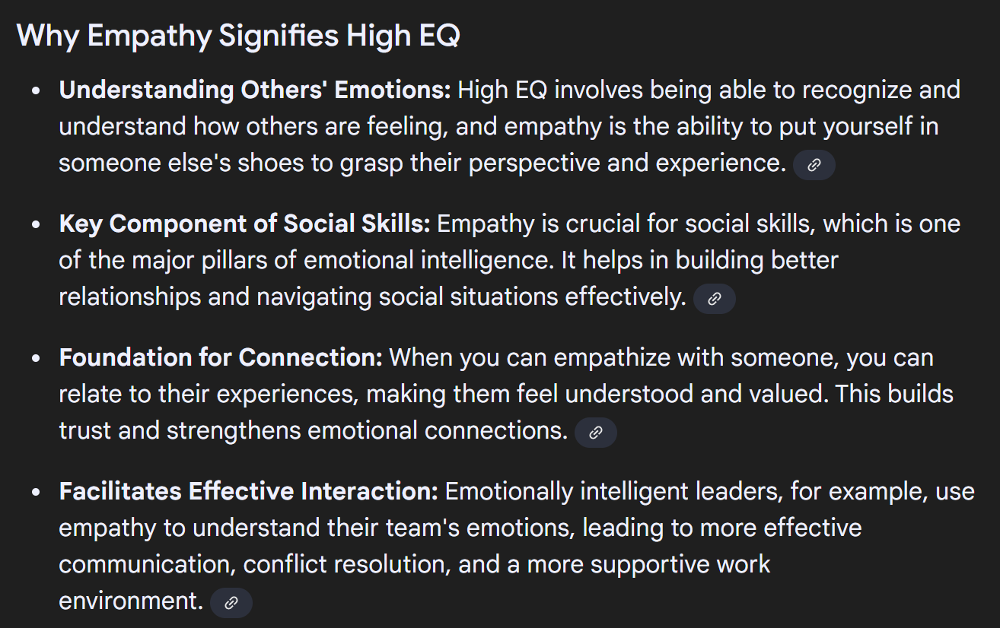 Why Empathy Signifies High EQ
• Understanding Others' Emotions: High EQ involves being able to recognize and
understand how others are feeling, and empathy is the ability to put yourself in
someone else's shoes to grasp their perspective and experience.
• Key Component of Social Skills: Empathy is crucial for social skills, which is one
of the major pillars of emotional intelligence. It helps in building better
relationships and navigating social situations effectively.
• Foundation for Connection: When you can empathize with someone, you can
relate to their experiences, making them feel understood and valued. This builds
trust and strengthens emotional connections.
• Facilitates Effective Interaction: Emotionally intelligent leaders, for example, use
empathy to understand their team's emotions, leading to more effective
communication, conflict resolution, and a more supportive work
environment.